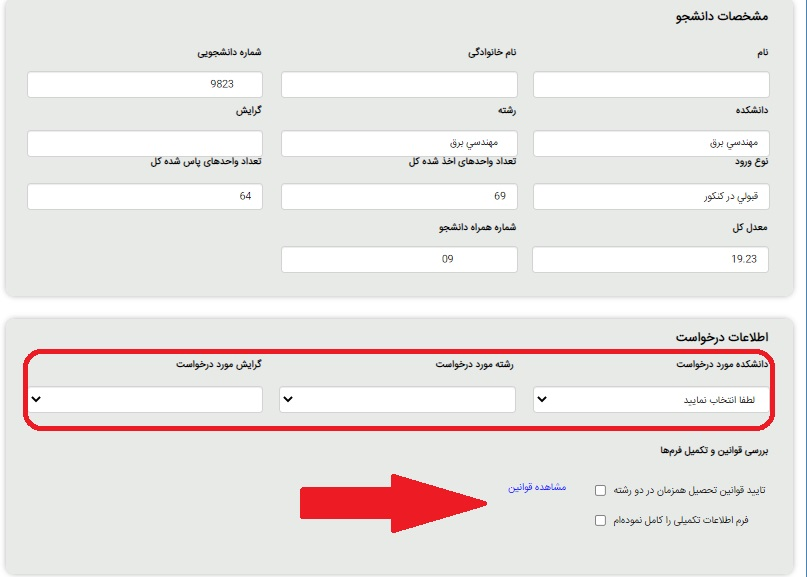 مشخصات دانشجو
نام نام خانوادگی شماره دانشجویی
9823
دانشکده رشته گرایش
مهندسي برق مهندسي برق
نوع ورود تعداد واحدهای اخذ شده کل تعداد واحدهای پاس شده کل
قبولي در کنکور 69 64
معدل کل شماره همراه دانشجو
19.23 09
اطلاعات درخواست
دانشکده مورد درخواست رشته مورد درخواست گرایش مورد درخواست
لطفا انتخاب نمایید
بررسی قوانین و تکمیل فرم‌ها
تایید قوانین تحصیل همزمان در دو رشته مشاهده قوانین
فرم اطلاعات تکمیلی را کامل نموده‌ام